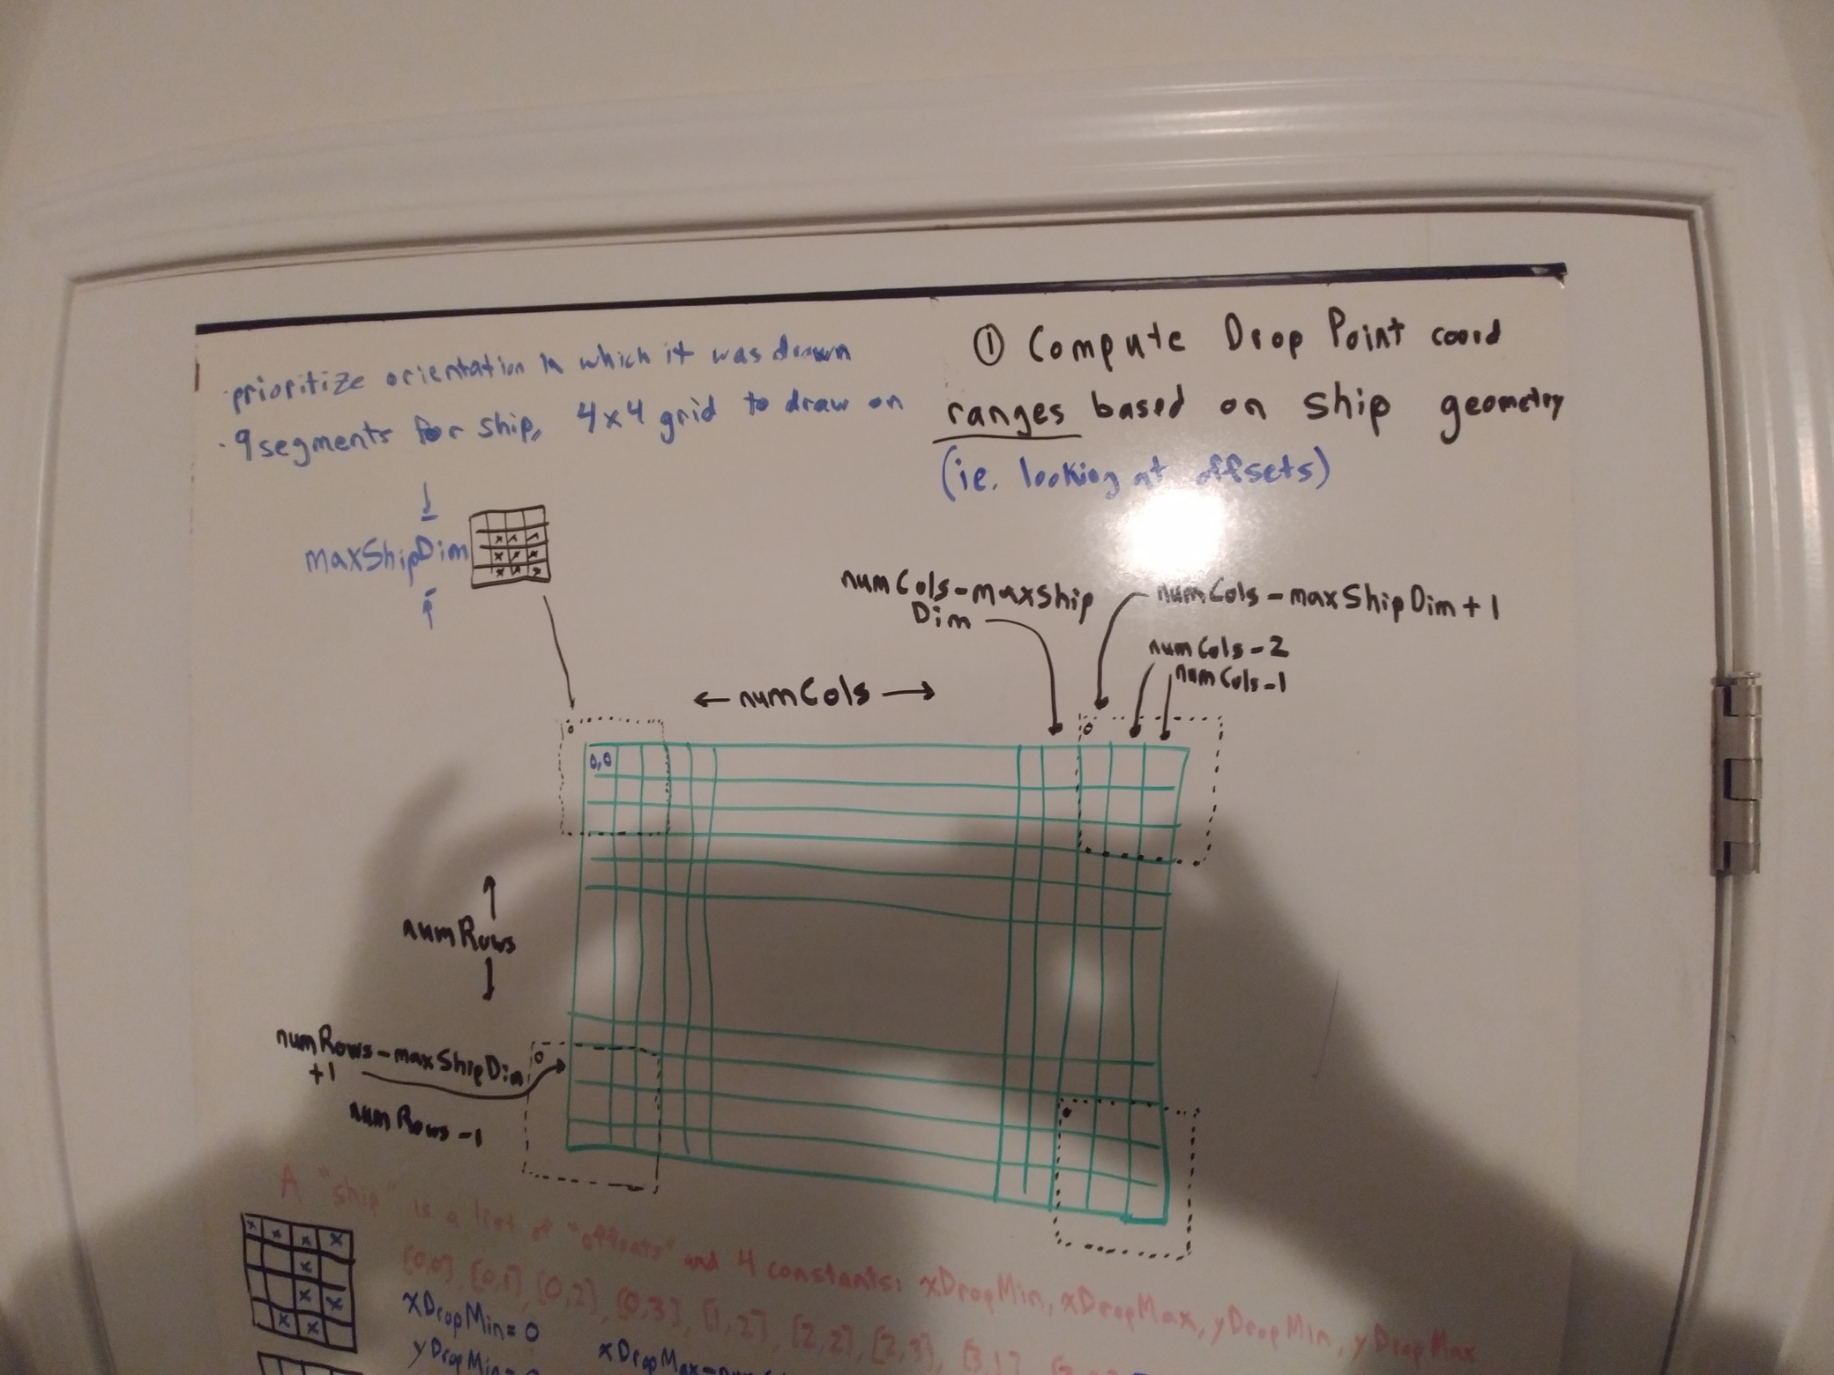 · prioritize orientation in which it was drawn
· 9 segments for ship, 4x4 grid to draw on
① Compute Drop Point coord
ranges based on ship geometry
(ie. looking at offsets)
maxShipDim
numCols-maxShip
Dim
numCols-maxShipDim+1
numCols-2
numCols-1
← numCols →
0,0
numRows
numRows-maxShipDim
+1
numRows-1
A "ship" is a list of "offsets" and 4 constants: xDropMin, xDropMax, yDropMin, yDropMax
[0,0], [0,1], [0,2], [0,3], [1,2], [2,2], [2,3], [3,1]
xDropMin=0
yDropMin=
xDropMax=